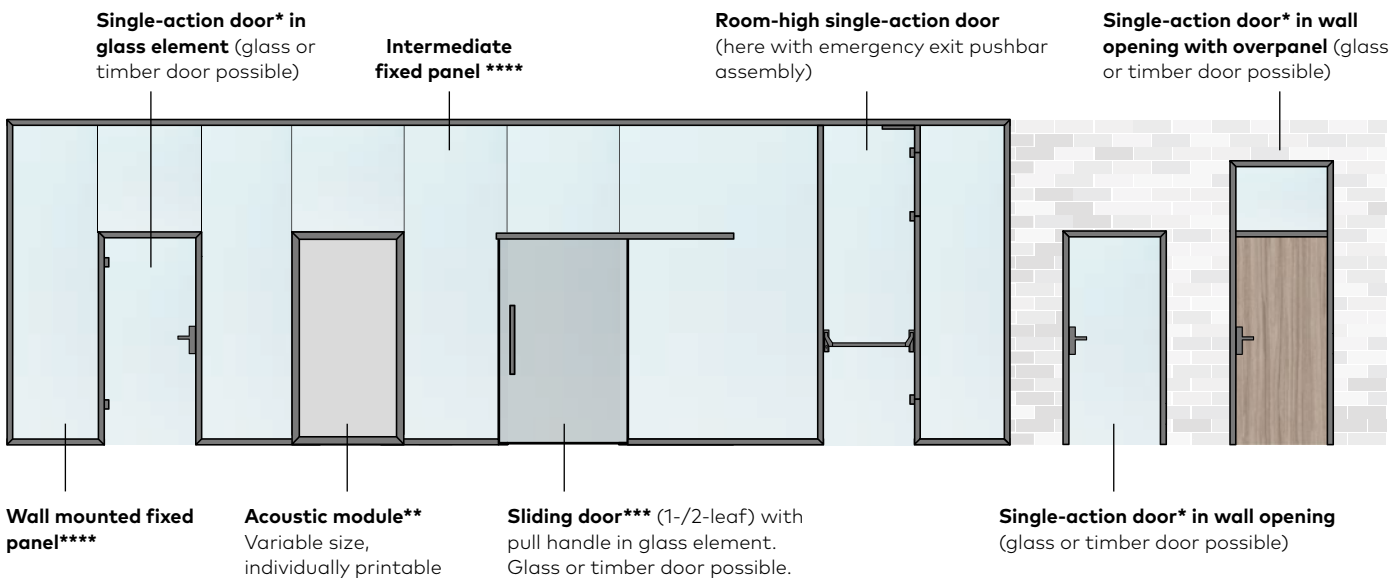 Single-action door* in
glass element (glass or
timber door possible)
Intermediate
fixed panel ****
Room-high single-action door
(here with emergency exit pushbar
assembly)
Single-action door* in wall
opening with overpanel (glass
or timber door possible)
Wall mounted fixed
panel****
Acoustic module**
Variable size,
individually printable
Sliding door*** (1-/2-leaf) with
pull handle in glass element.
Glass or timber door possible.
Single-action door* in wall opening
(glass or timber door possible)